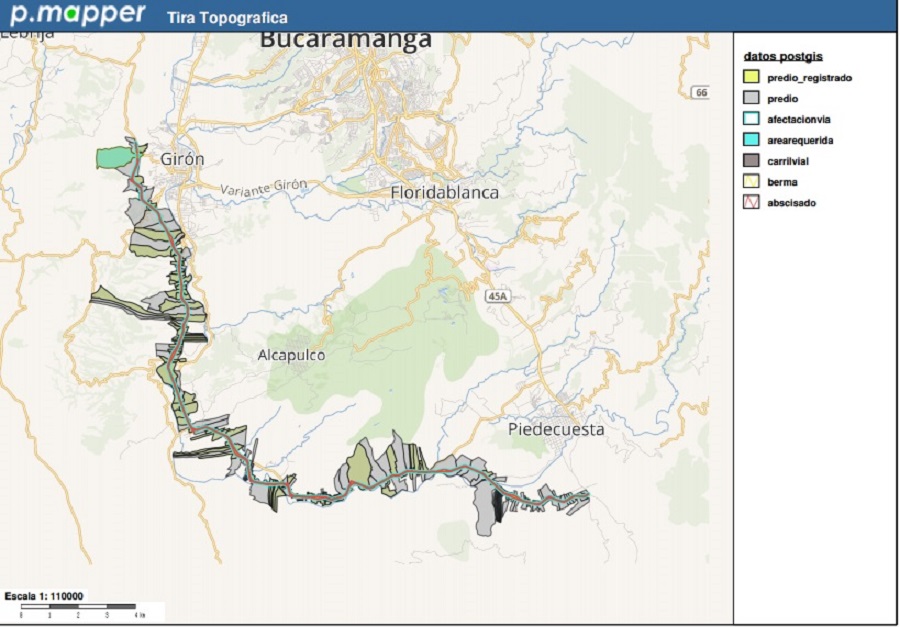 p.mapper Tira Topografica
Lebrija
Bucaramanga
66
Girón
Variante Girón
Floridablanca
45A
Alcapulco
Piedecuesta
datos postgis
predio_registrado
predio
afectacionvia
arearequerida
carrilvial
berma
abscisado
Escala 1: 110000
0 1 2 3 4 km